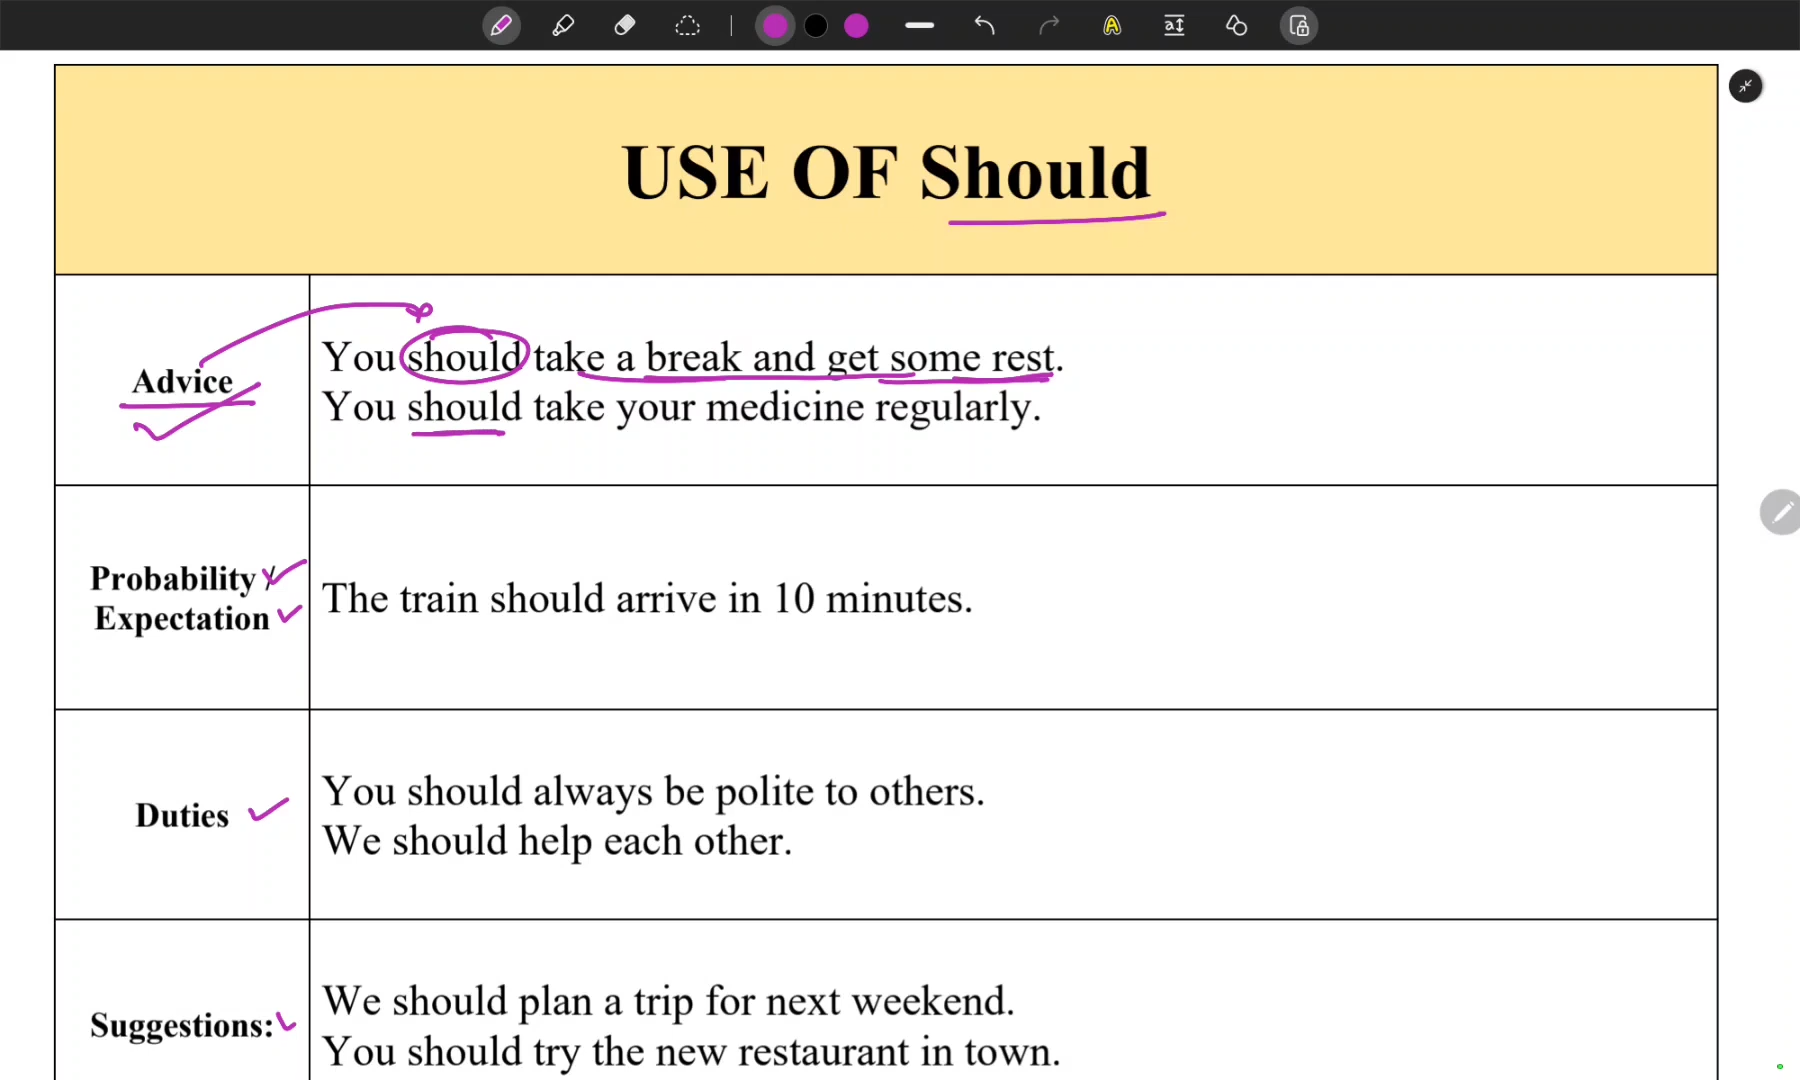 USE OF Should
Advice
You should take a break and get some rest.
You should take your medicine regularly.
Probability /
Expectation
The train should arrive in 10 minutes.
Duties
You should always be polite to others.
We should help each other.
Suggestions:
We should plan a trip for next weekend.
You should try the new restaurant in town.